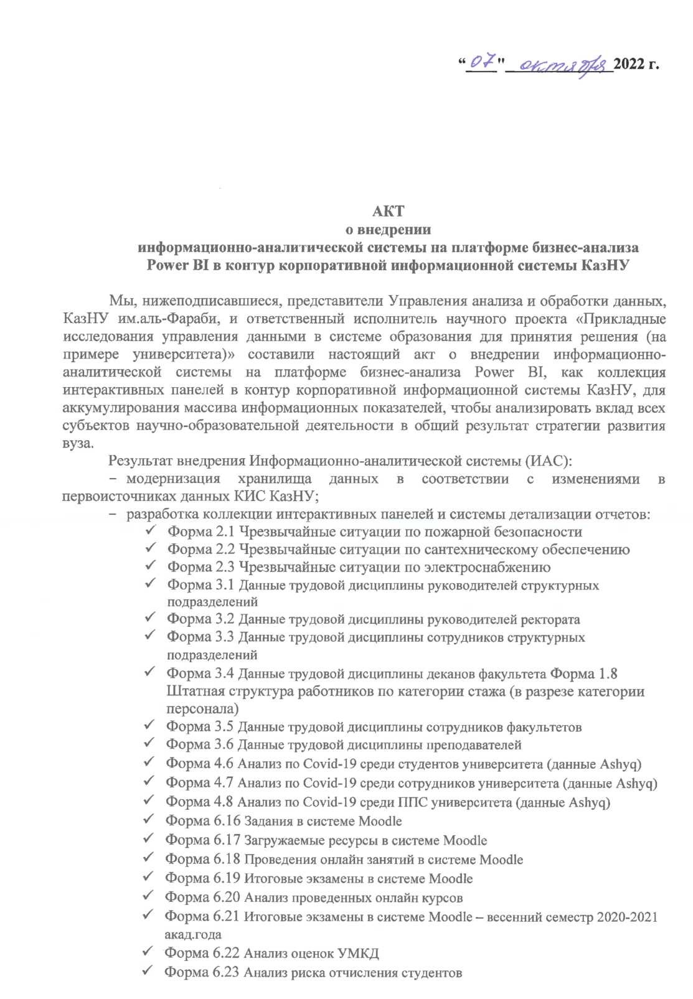 “07" октября 2022 г.
АКТ
о внедрении
информационно-аналитической системы на платформе бизнес-анализа
Power BI в контур корпоративной информационной системы КазНУ
Мы, нижеподписавшиеся, представители Управления анализа и обработки данных,
КазНУ им.аль-Фараби, и ответственный исполнитель научного проекта «Прикладные
исследования управления данными в системе образования для принятия решения (на
примере университета)» составили настоящий акт о внедрении информационно-
аналитической системы на платформе бизнес-анализа Power BI, как коллекция
интерактивных панелей в контур корпоративной информационной системы КазНУ, для
аккумулирования массива информационных показателей, чтобы анализировать вклад всех
субъектов научно-образовательной деятельности в общий результат стратегии развития
вуза.
Результат внедрения Информационно-аналитической системы (ИАС):
– модернизация хранилища данных в соответствии с изменениями в
первоисточниках данных КИС КазНУ;
– разработка коллекции интерактивных панелей и системы детализации отчетов:
✓ Форма 2.1 Чрезвычайные ситуации по пожарной безопасности
✓ Форма 2.2 Чрезвычайные ситуации по сантехническому обеспечению
✓ Форма 2.3 Чрезвычайные ситуации по электроснабжению
✓ Форма 3.1 Данные трудовой дисциплины руководителей структурных
подразделений
✓ Форма 3.2 Данные трудовой дисциплины руководителей ректората
✓ Форма 3.3 Данные трудовой дисциплины сотрудников структурных
подразделений
✓ Форма 3.4 Данные трудовой дисциплины деканов факультета Форма 1.8
Штатная структура работников по категории стажа (в разрезе категории
персонала)
✓ Форма 3.5 Данные трудовой дисциплины сотрудников факультетов
✓ Форма 3.6 Данные трудовой дисциплины преподавателей
✓ Форма 4.6 Анализ по Covid-19 среди студентов университета (данные Ashyq)
✓ Форма 4.7 Анализ по Covid-19 среди сотрудников университета (данные Ashyq)
✓ Форма 4.8 Анализ по Covid-19 среди ППС университета (данные Ashyq)
✓ Форма 6.16 Задания в системе Moodle
✓ Форма 6.17 Загружаемые ресурсы в системе Moodle
✓ Форма 6.18 Проведения онлайн занятий в системе Moodle
✓ Форма 6.19 Итоговые экзамены в системе Moodle
✓ Форма 6.20 Анализ проведенных онлайн курсов
✓ Форма 6.21 Итоговые экзамены в системе Moodle – весенний семестр 2020-2021
акад.года
✓ Форма 6.22 Анализ оценок УМКД
✓ Форма 6.23 Анализ риска отчисления студентов